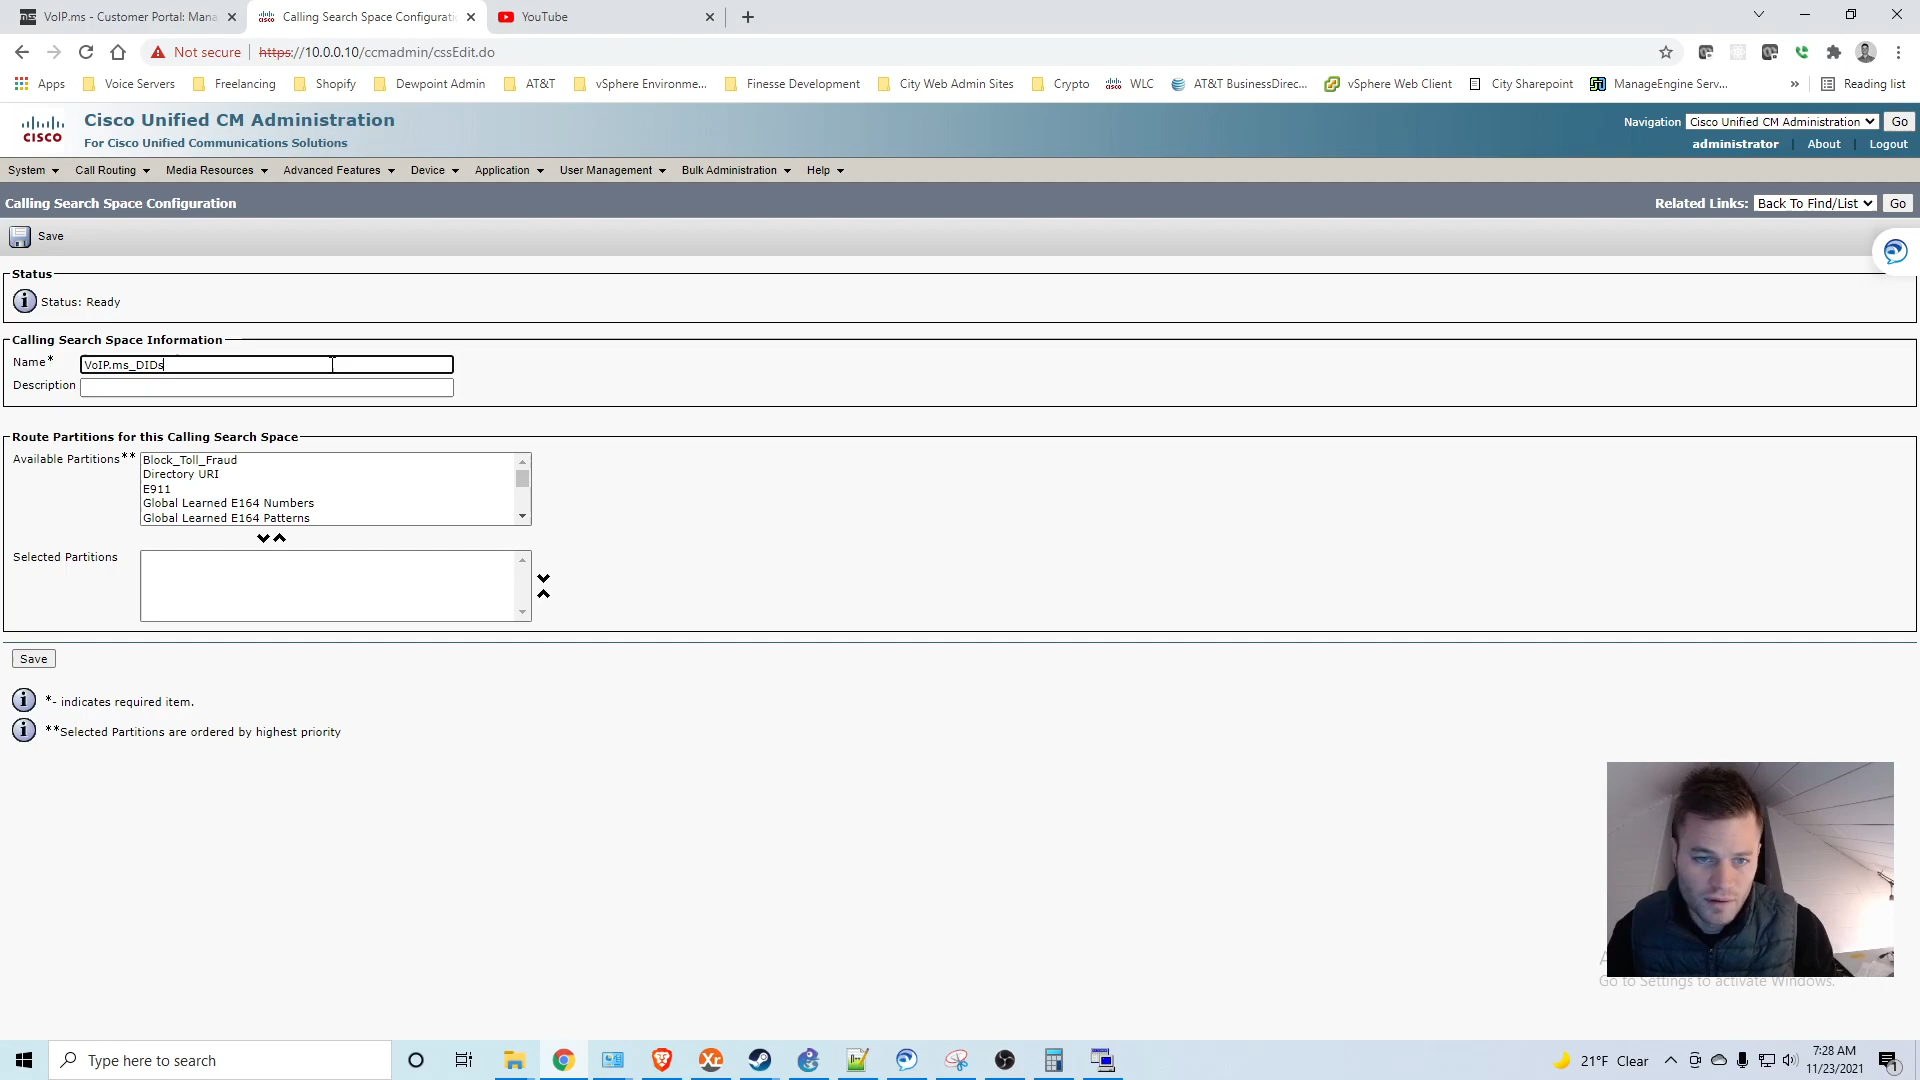 VoIP.ms - Customer Portal: Mana
Calling Search Space Configuratio
YouTube
Not secure
https://10.0.0.10/ccmadmin/cssEdit.do
Apps
Voice Servers
Freelancing
Shopify
Dewpoint Admin
AT&T
vSphere Environme...
Finesse Development
City Web Admin Sites
Crypto
WLC
AT&T BusinessDirec...
vSphere Web Client
City Sharepoint
ManageEngine Serv...
»
Reading list
CISCO
Cisco Unified CM Administration
For Cisco Unified Communications Solutions
Navigation Cisco Unified CM Administration Go
administrator | About | Logout
System Call Routing Media Resources Advanced Features Device Application User Management Bulk Administration Help
Calling Search Space Configuration
Related Links: Back To Find/List Go
Save
Status
Status: Ready
Calling Search Space Information
Name* VoIP.ms_DIDs
Description
Route Partitions for this Calling Search Space
Available Partitions** Block_Toll_Fraud
Directory URI
E911
Global Learned E164 Numbers
Global Learned E164 Patterns
Selected Partitions
Save
*- indicates required item.
**Selected Partitions are ordered by highest priority
Go to Settings to activate Windows.
Type here to search
21°F Clear
7:28 AM
11/23/2021
1